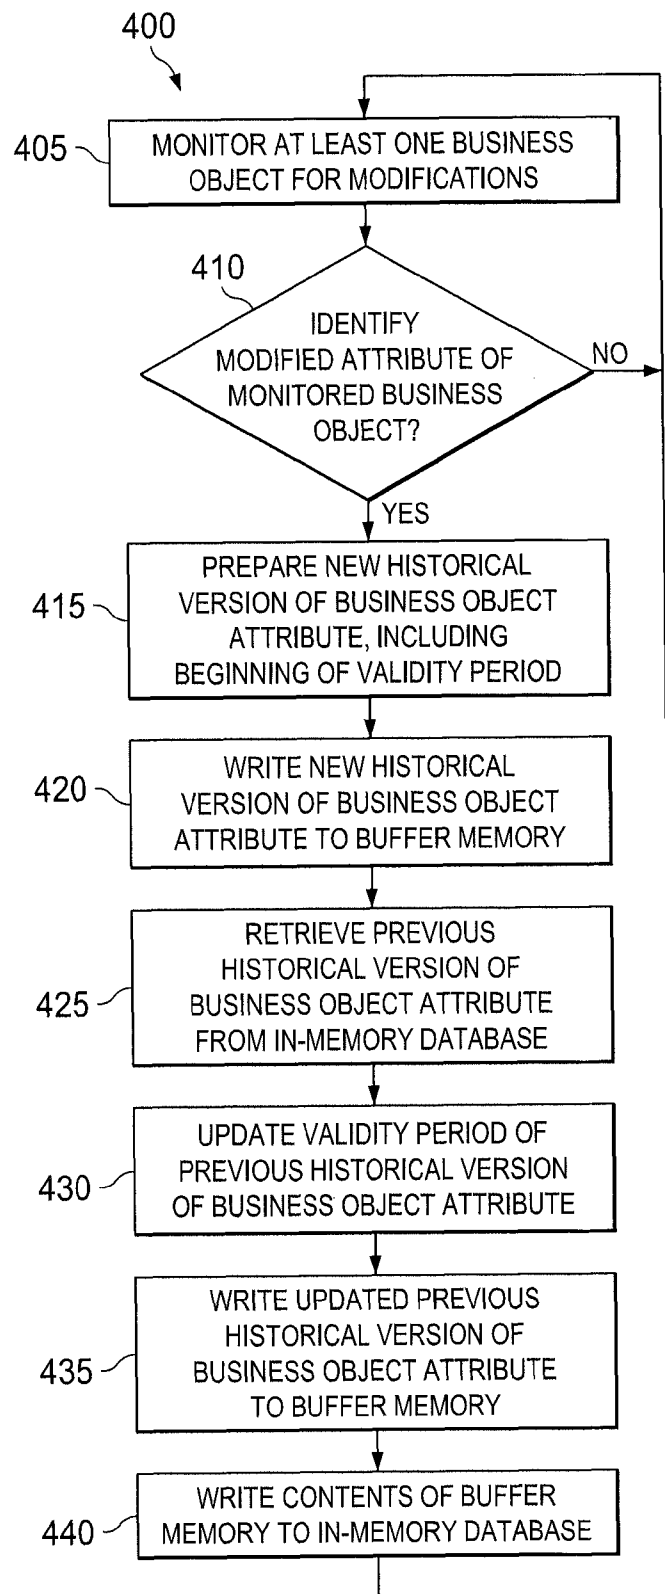 400
405
MONITOR AT LEAST ONE BUSINESS
OBJECT FOR MODIFICATIONS
410
IDENTIFY
MODIFIED ATTRIBUTE OF
MONITORED BUSINESS
OBJECT?
NO
YES
415
PREPARE NEW HISTORICAL
VERSION OF BUSINESS OBJECT
ATTRIBUTE, INCLUDING
BEGINNING OF VALIDITY PERIOD
420
WRITE NEW HISTORICAL
VERSION OF BUSINESS OBJECT
ATTRIBUTE TO BUFFER MEMORY
425
RETRIEVE PREVIOUS
HISTORICAL VERSION OF
BUSINESS OBJECT ATTRIBUTE
FROM IN-MEMORY DATABASE
430
UPDATE VALIDITY PERIOD OF
PREVIOUS HISTORICAL VERSION
OF BUSINESS OBJECT ATTRIBUTE
435
WRITE UPDATED PREVIOUS
HISTORICAL VERSION OF
BUSINESS OBJECT ATTRIBUTE
TO BUFFER MEMORY
440
WRITE CONTENTS OF BUFFER
MEMORY TO IN-MEMORY DATABASE